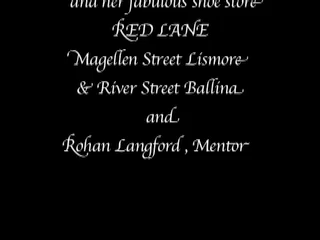 and her fabulous shoe store
RED LANE
Magellen Street Lismore
& River Street Ballina
and
Rohan Langford , Mentor